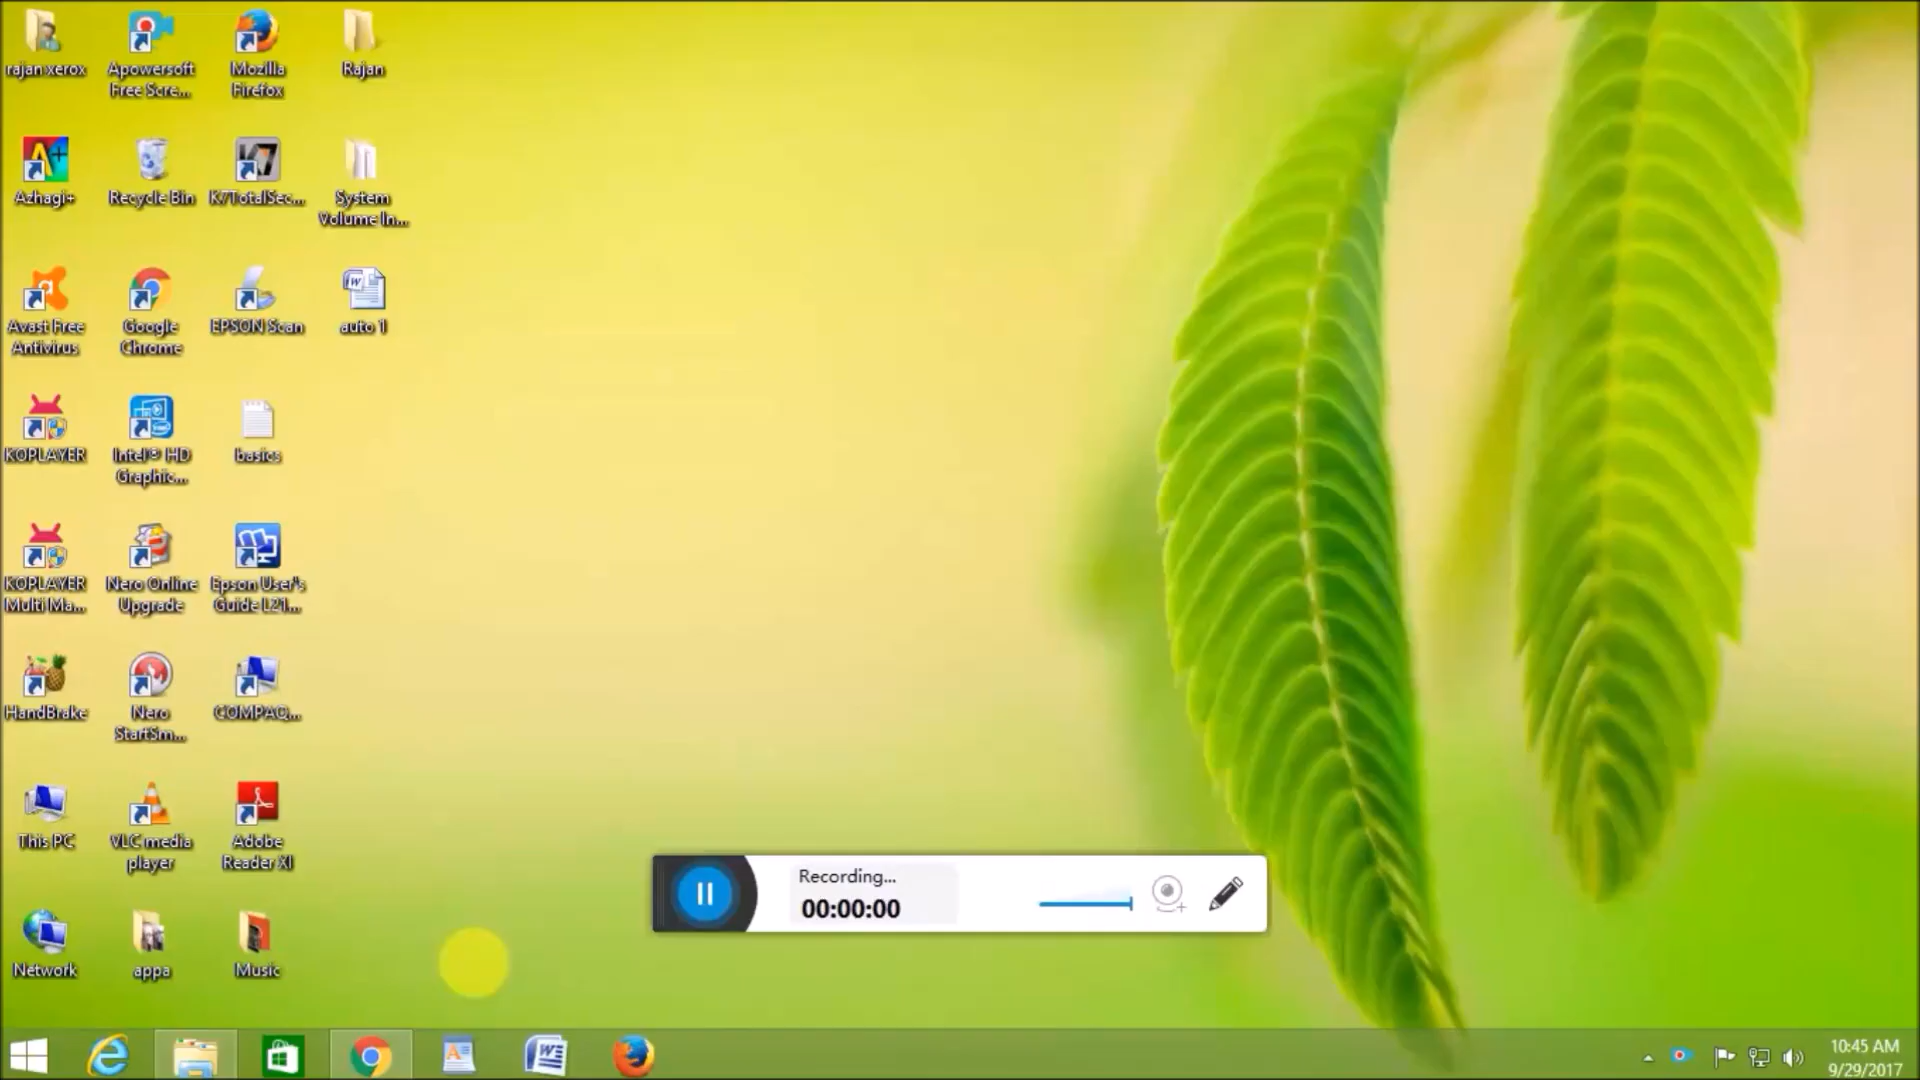 rajan xerox
Apowersoft
Free Scre...
Mozilla
Firefox
Rajan
Azhagi+
Recycle Bin
K7TotalSec...
System
Volume In...
Avast Free
Antivirus
Google
Chrome
EPSON Scan
auto 1
KOPLAYER
Intel® HD
Graphic...
basics
KOPLAYER
Multi Ma...
Nero Online
Upgrade
Epson User's
Guide L21...
HandBrake
Nero
StartSm...
COMPAQ...
This PC
VLC media
player
Adobe
Reader XI
Recording...
00:00:00
Network
appa
Music
10:45 AM
9/29/2017